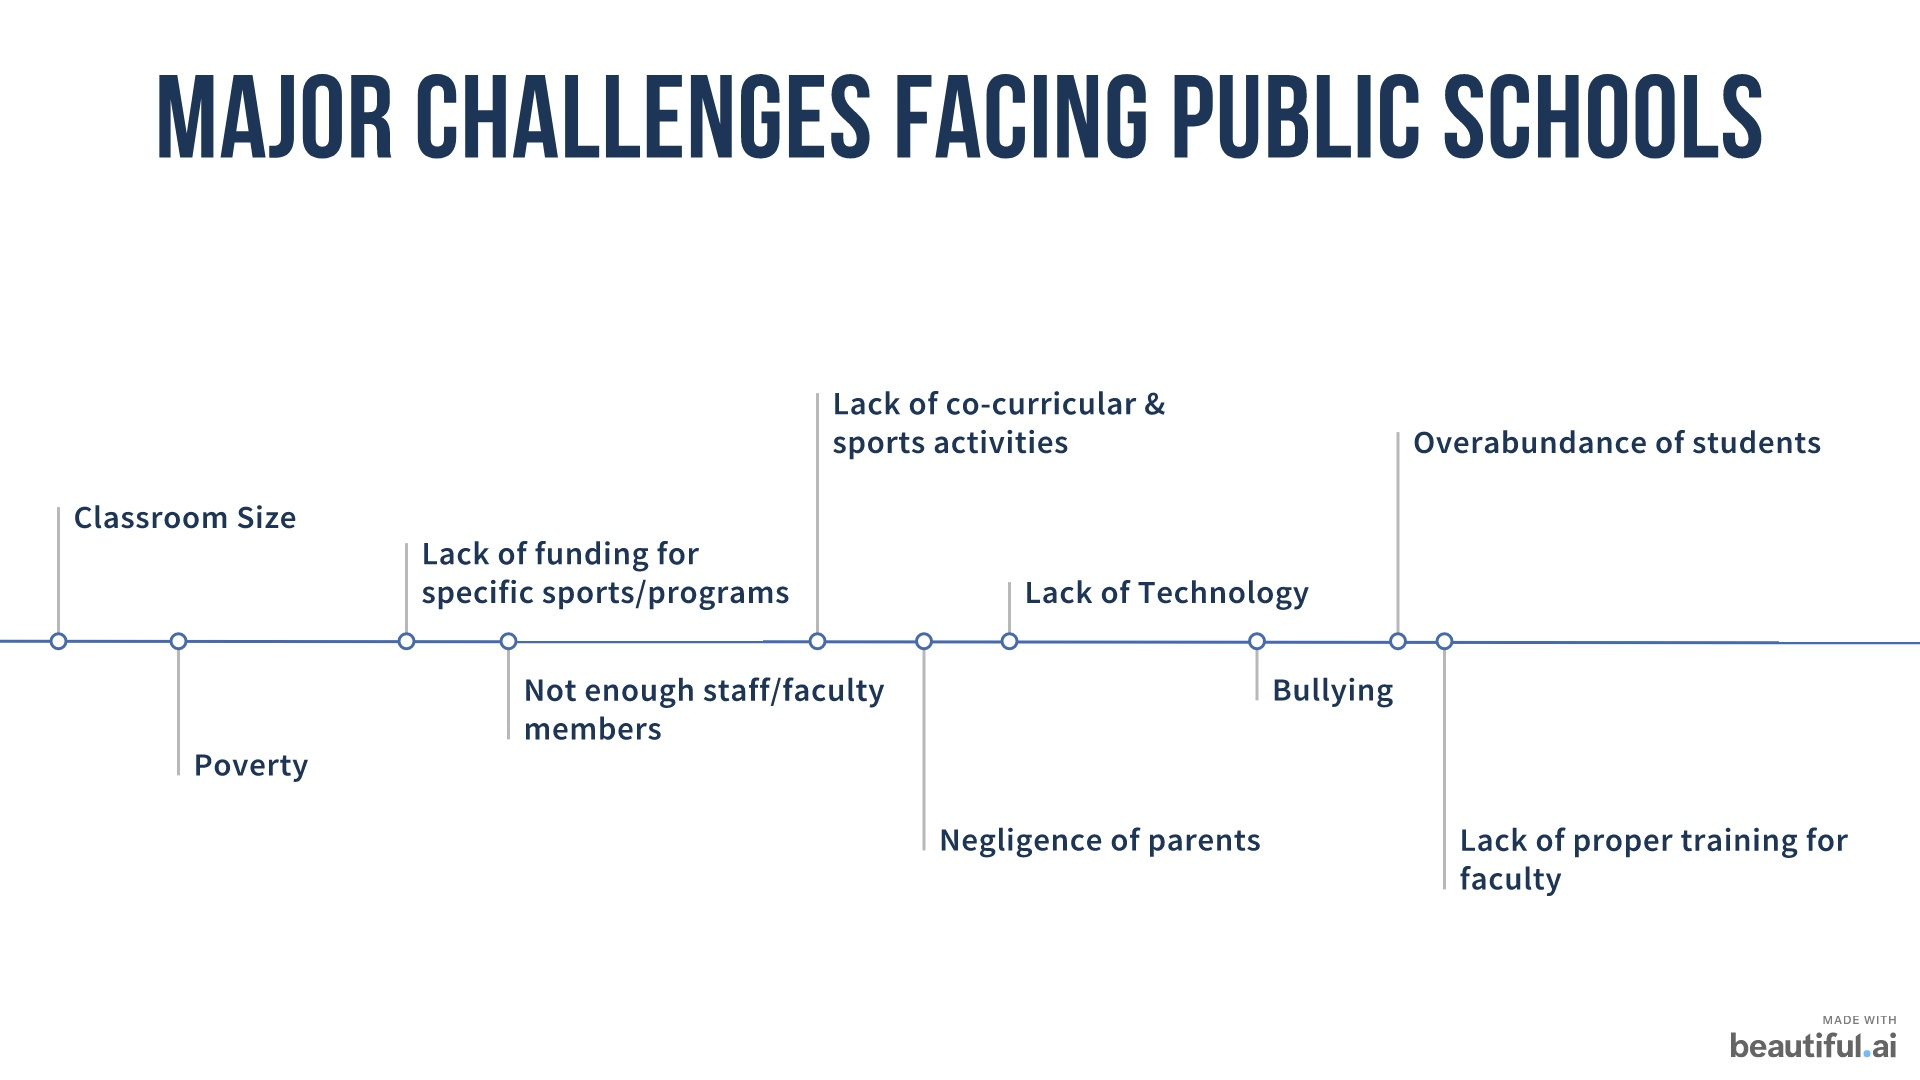 MAJOR CHALLENGES FACING PUBLIC SCHOOLS
Lack of co-curricular &
sports activities
Overabundance of students
Classroom Size
Lack of funding for
specific sports/programs
Lack of Technology
Not enough staff/faculty
members
Bullying
Poverty
Negligence of parents
Lack of proper training for
faculty
MADE WITH
beautiful.ai